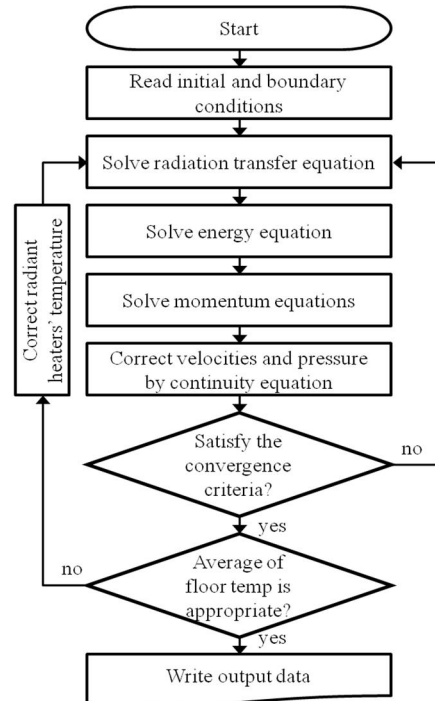 Start
Read initial and boundary
conditions
Solve radiation transfer equation
Solve energy equation
Solve momentum equations
Correct velocities and pressure
by continuity equation
Correct radiant
heaters' temperature
Satisfy the
convergence
criteria?
no
yes
Average of
floor temp is
appropriate?
no
yes
Write output data